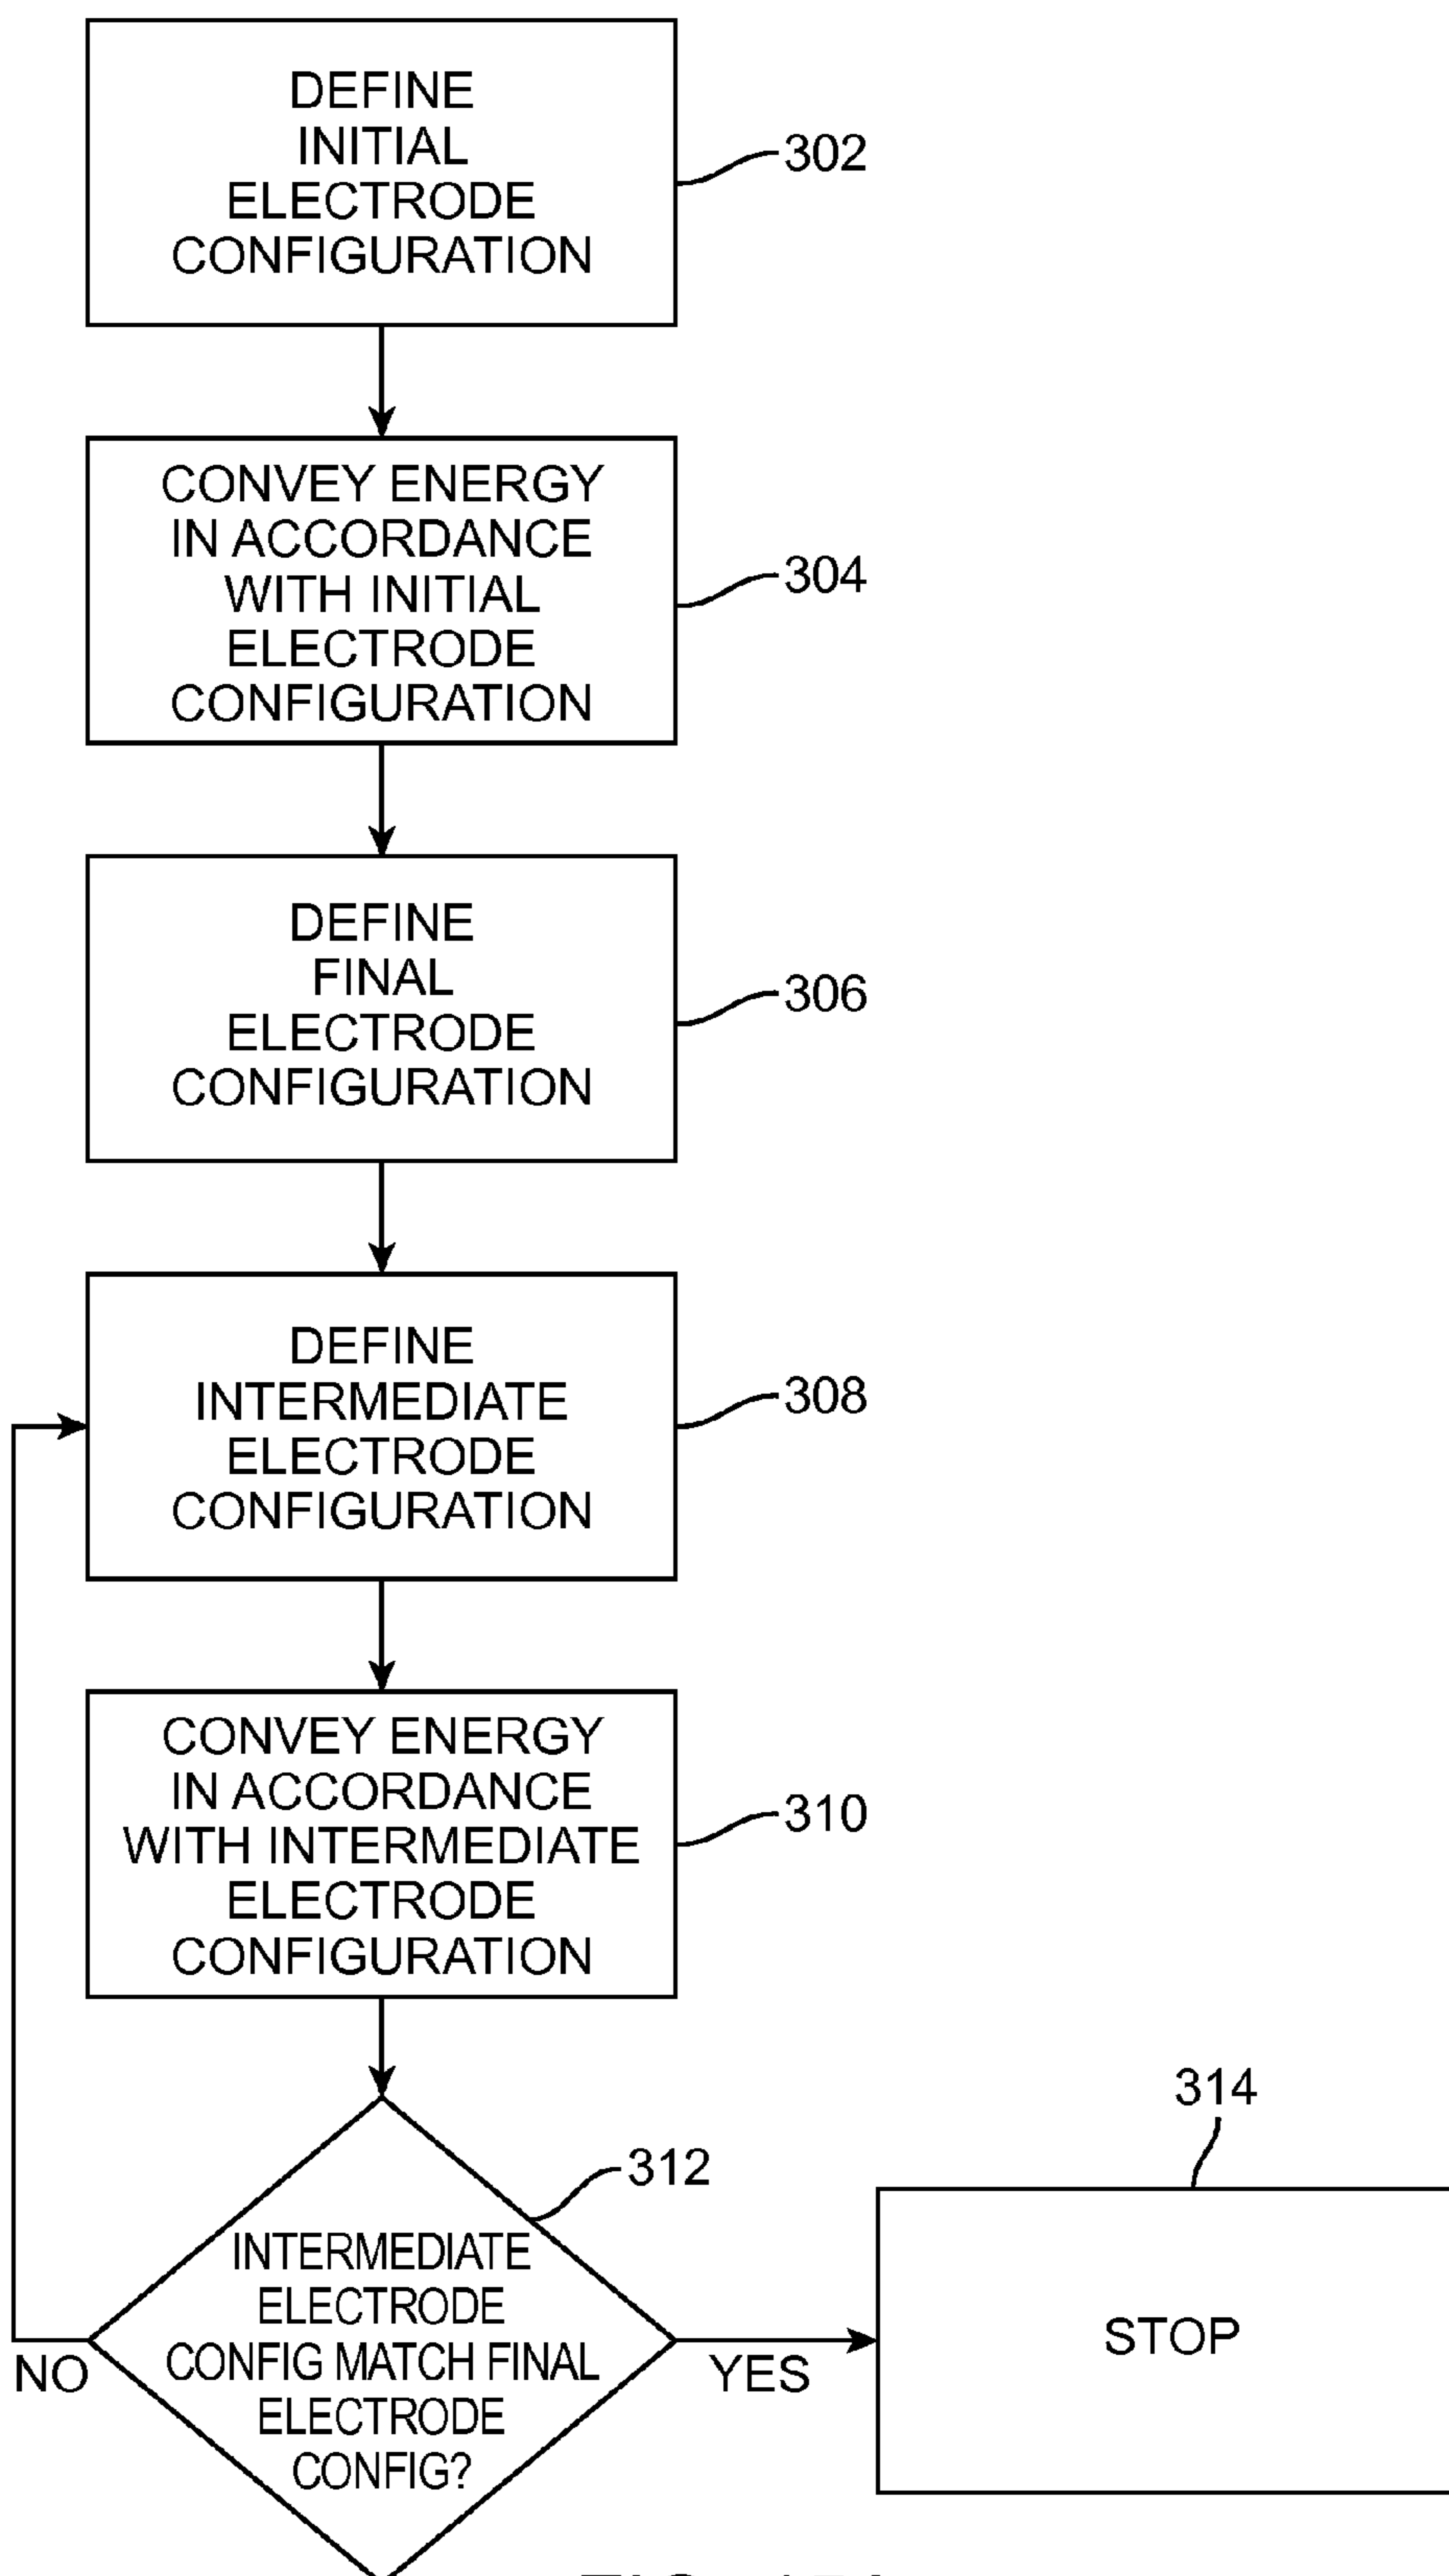 DEFINE
INITIAL
ELECTRODE
CONFIGURATION
302
CONVEY ENERGY
IN ACCORDANCE
WITH INITIAL
ELECTRODE
CONFIGURATION
304
DEFINE
FINAL
ELECTRODE
CONFIGURATION
306
DEFINE
INTERMEDIATE
ELECTRODE
CONFIGURATION
308
CONVEY ENERGY
IN ACCORDANCE
WITH INTERMEDIATE
ELECTRODE
CONFIGURATION
310
INTERMEDIATE
ELECTRODE
CONFIG MATCH FINAL
ELECTRODE
CONFIG?
312
NO
YES
314
STOP